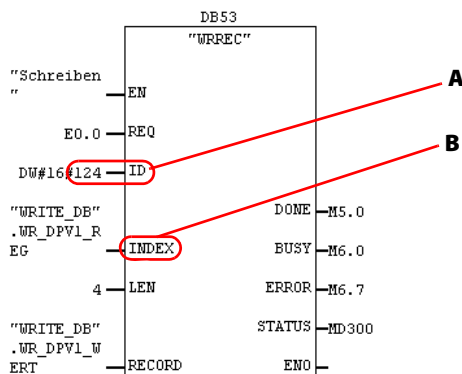 DB53
"WRREC"
"Schreiben
"
EN
A
E0.0
REQ
DW#16#124
ID
B
"WRITE_DB"
.WR_DPV1_R
EG
INDEX
DONE
M5.0
BUSY
M6.0
4
LEN
ERROR
M6.7
STATUS
MD300
"WRITE_DB"
.WR_DPV1_W
ERT
RECORD
ENO